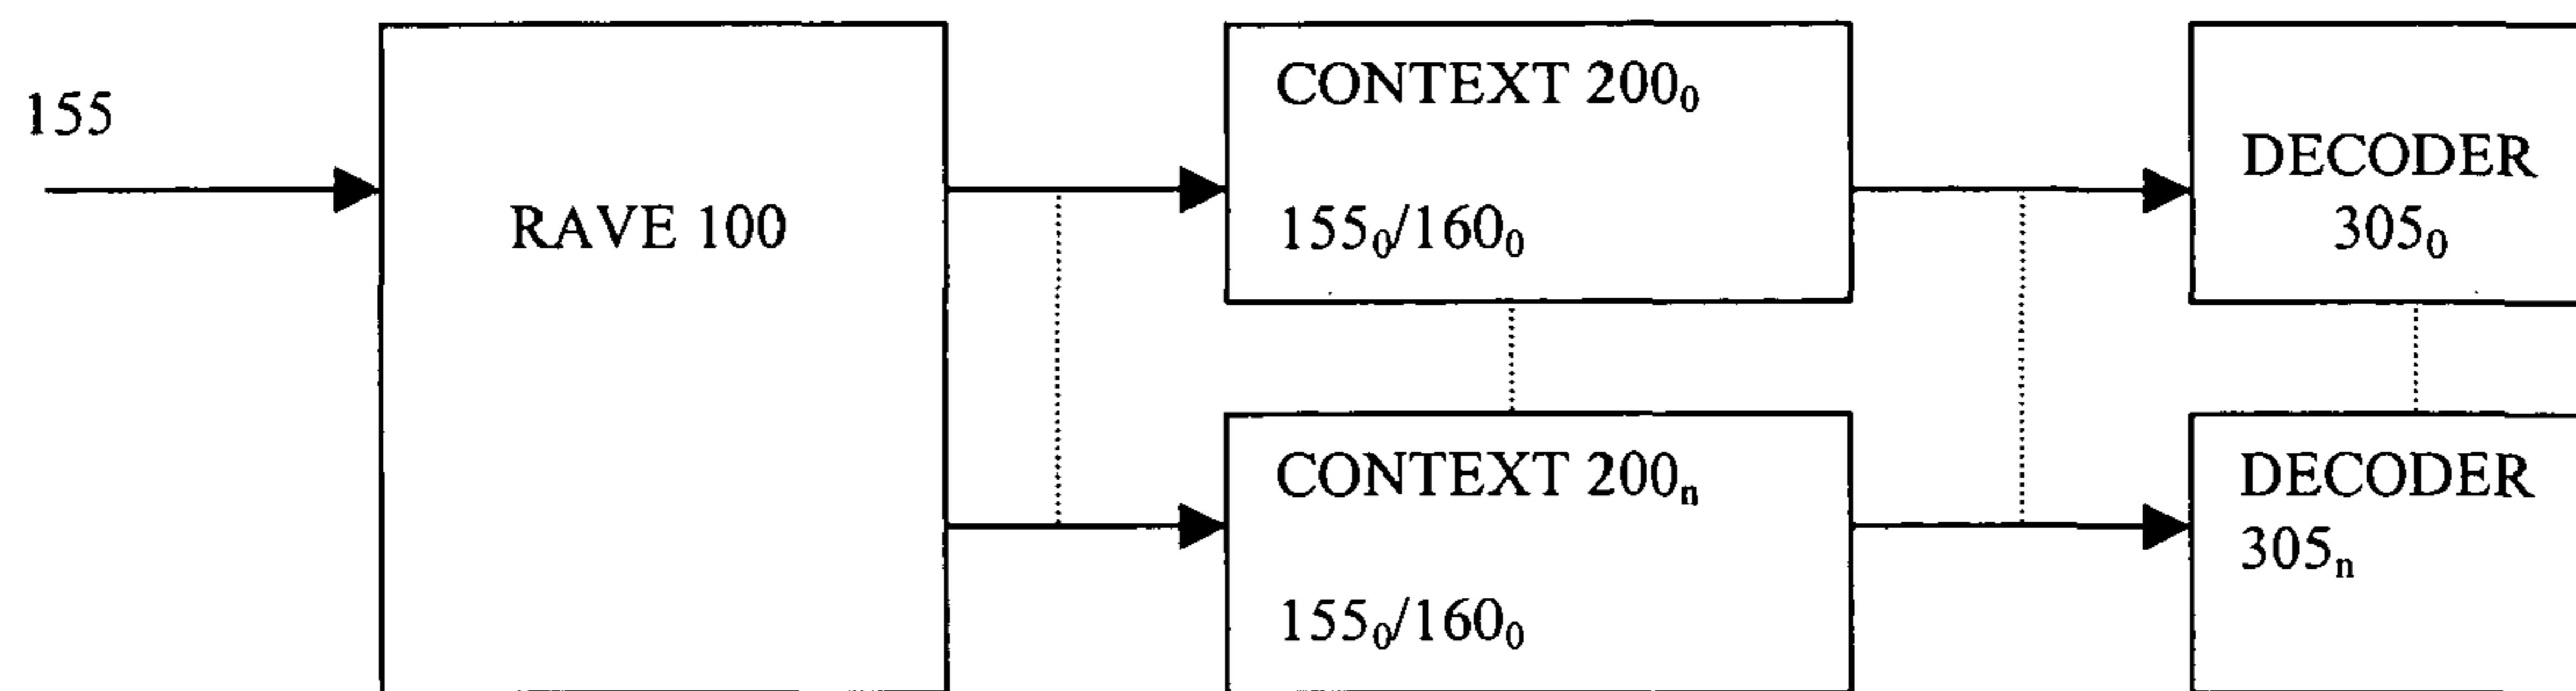 155
RAVE 100
CONTEXT 200₀
155₀/160₀
DECODER
305₀
CONTEXT 200ₙ
155₀/160₀
DECODER
305ₙ